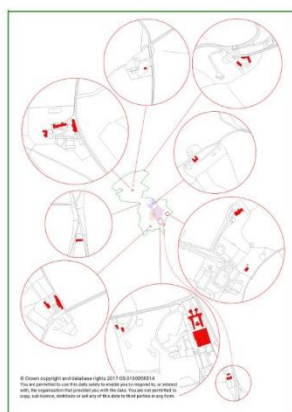 © Crown copyright and database rights 2017 OS 0100058314
You are permitted to use this data solely to enable you to respond to, or interact
with, the organisation that provided you with the data. You are not permitted to
copy, sub-licence, distribute or sell any of this data to third parties in any form.